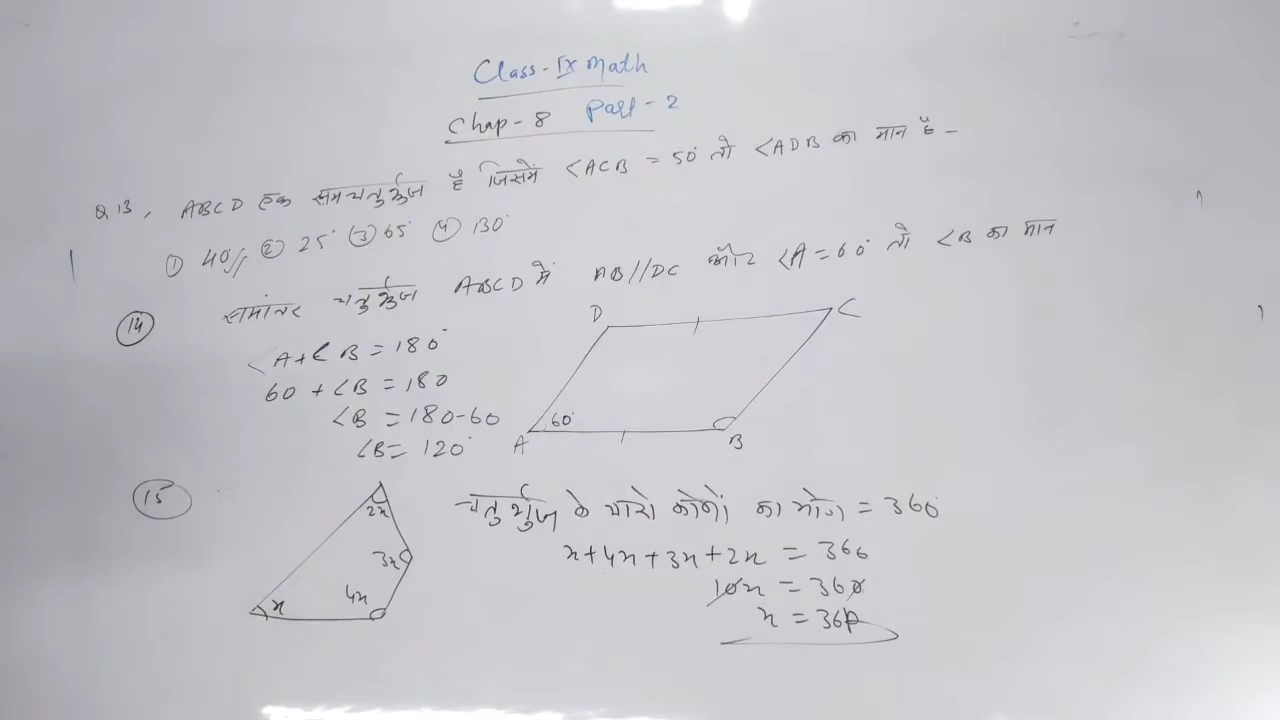 Class-IX Math
Chap-8 Part-2
Q.13, ABCD एक समचतुर्भुज है जिसमें <ACB = 50° तो <ADB का मान है -
① 40// ② 25° ③ 65° ④ 130°
⑭ समांतर चतुर्भुज ABCD में AB//DC और <A = 60° तो <B का मान
D C
<A+<B = 180°
60 + <B = 180
<B = 180-60
<B = 120°
60°
A B
⑮ चतुर्भुज के चारो कोणों का योग = 360
2x
3x
4x
x
x+4x+3x+2x = 360
10x = 360
x = 36